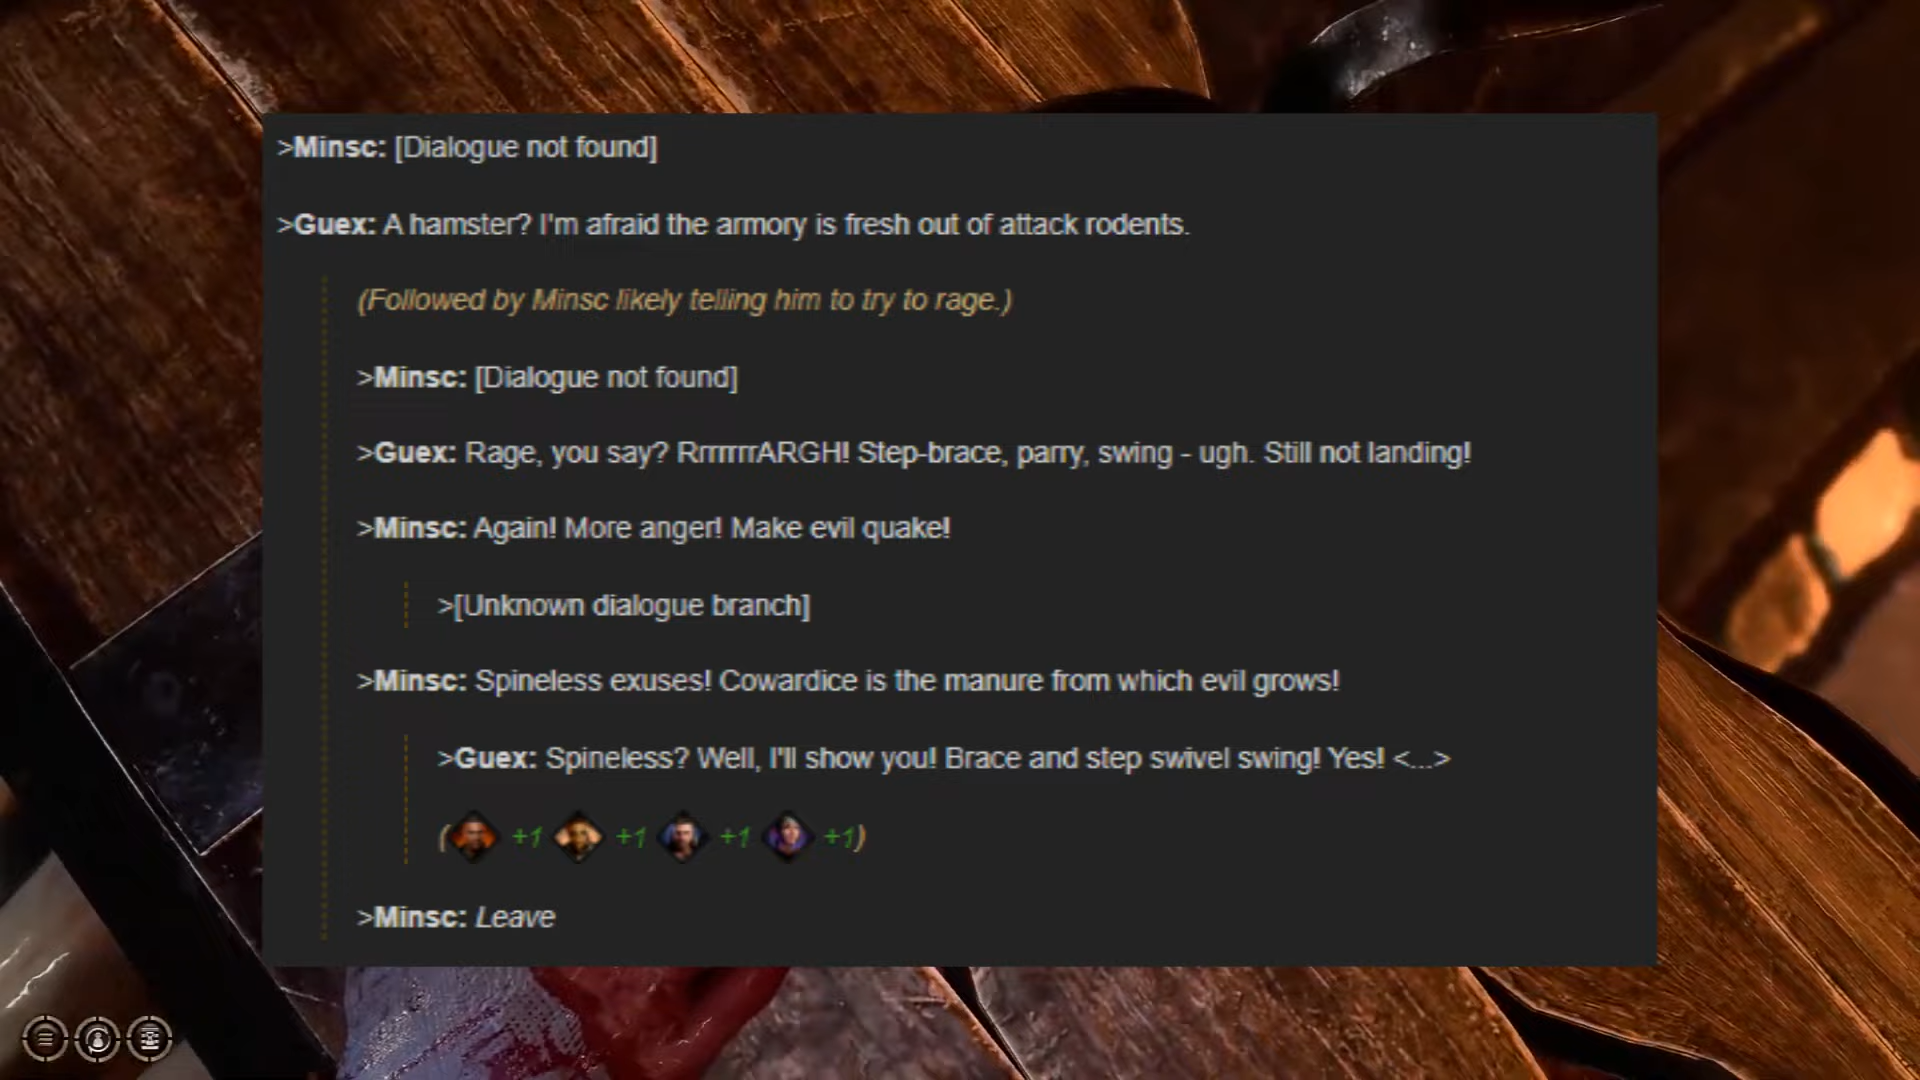 >Minsc: [Dialogue not found]
>Guex: A hamster? I'm afraid the armory is fresh out of attack rodents.
(Followed by Minsc likely telling him to try to rage.)
>Minsc: [Dialogue not found]
>Guex: Rage, you say? RrrrrrrARGH! Step-brace, parry, swing - ugh. Still not landing!
>Minsc: Again! More anger! Make evil quake!
>[Unknown dialogue branch]
>Minsc: Spineless excuses! Cowardice is the manure from which evil grows!
>Guex: Spineless? Well, I'll show you! Brace and step swivel swing! Yes! <...>
( +1 +1 +1 +1)
>Minsc: Leave